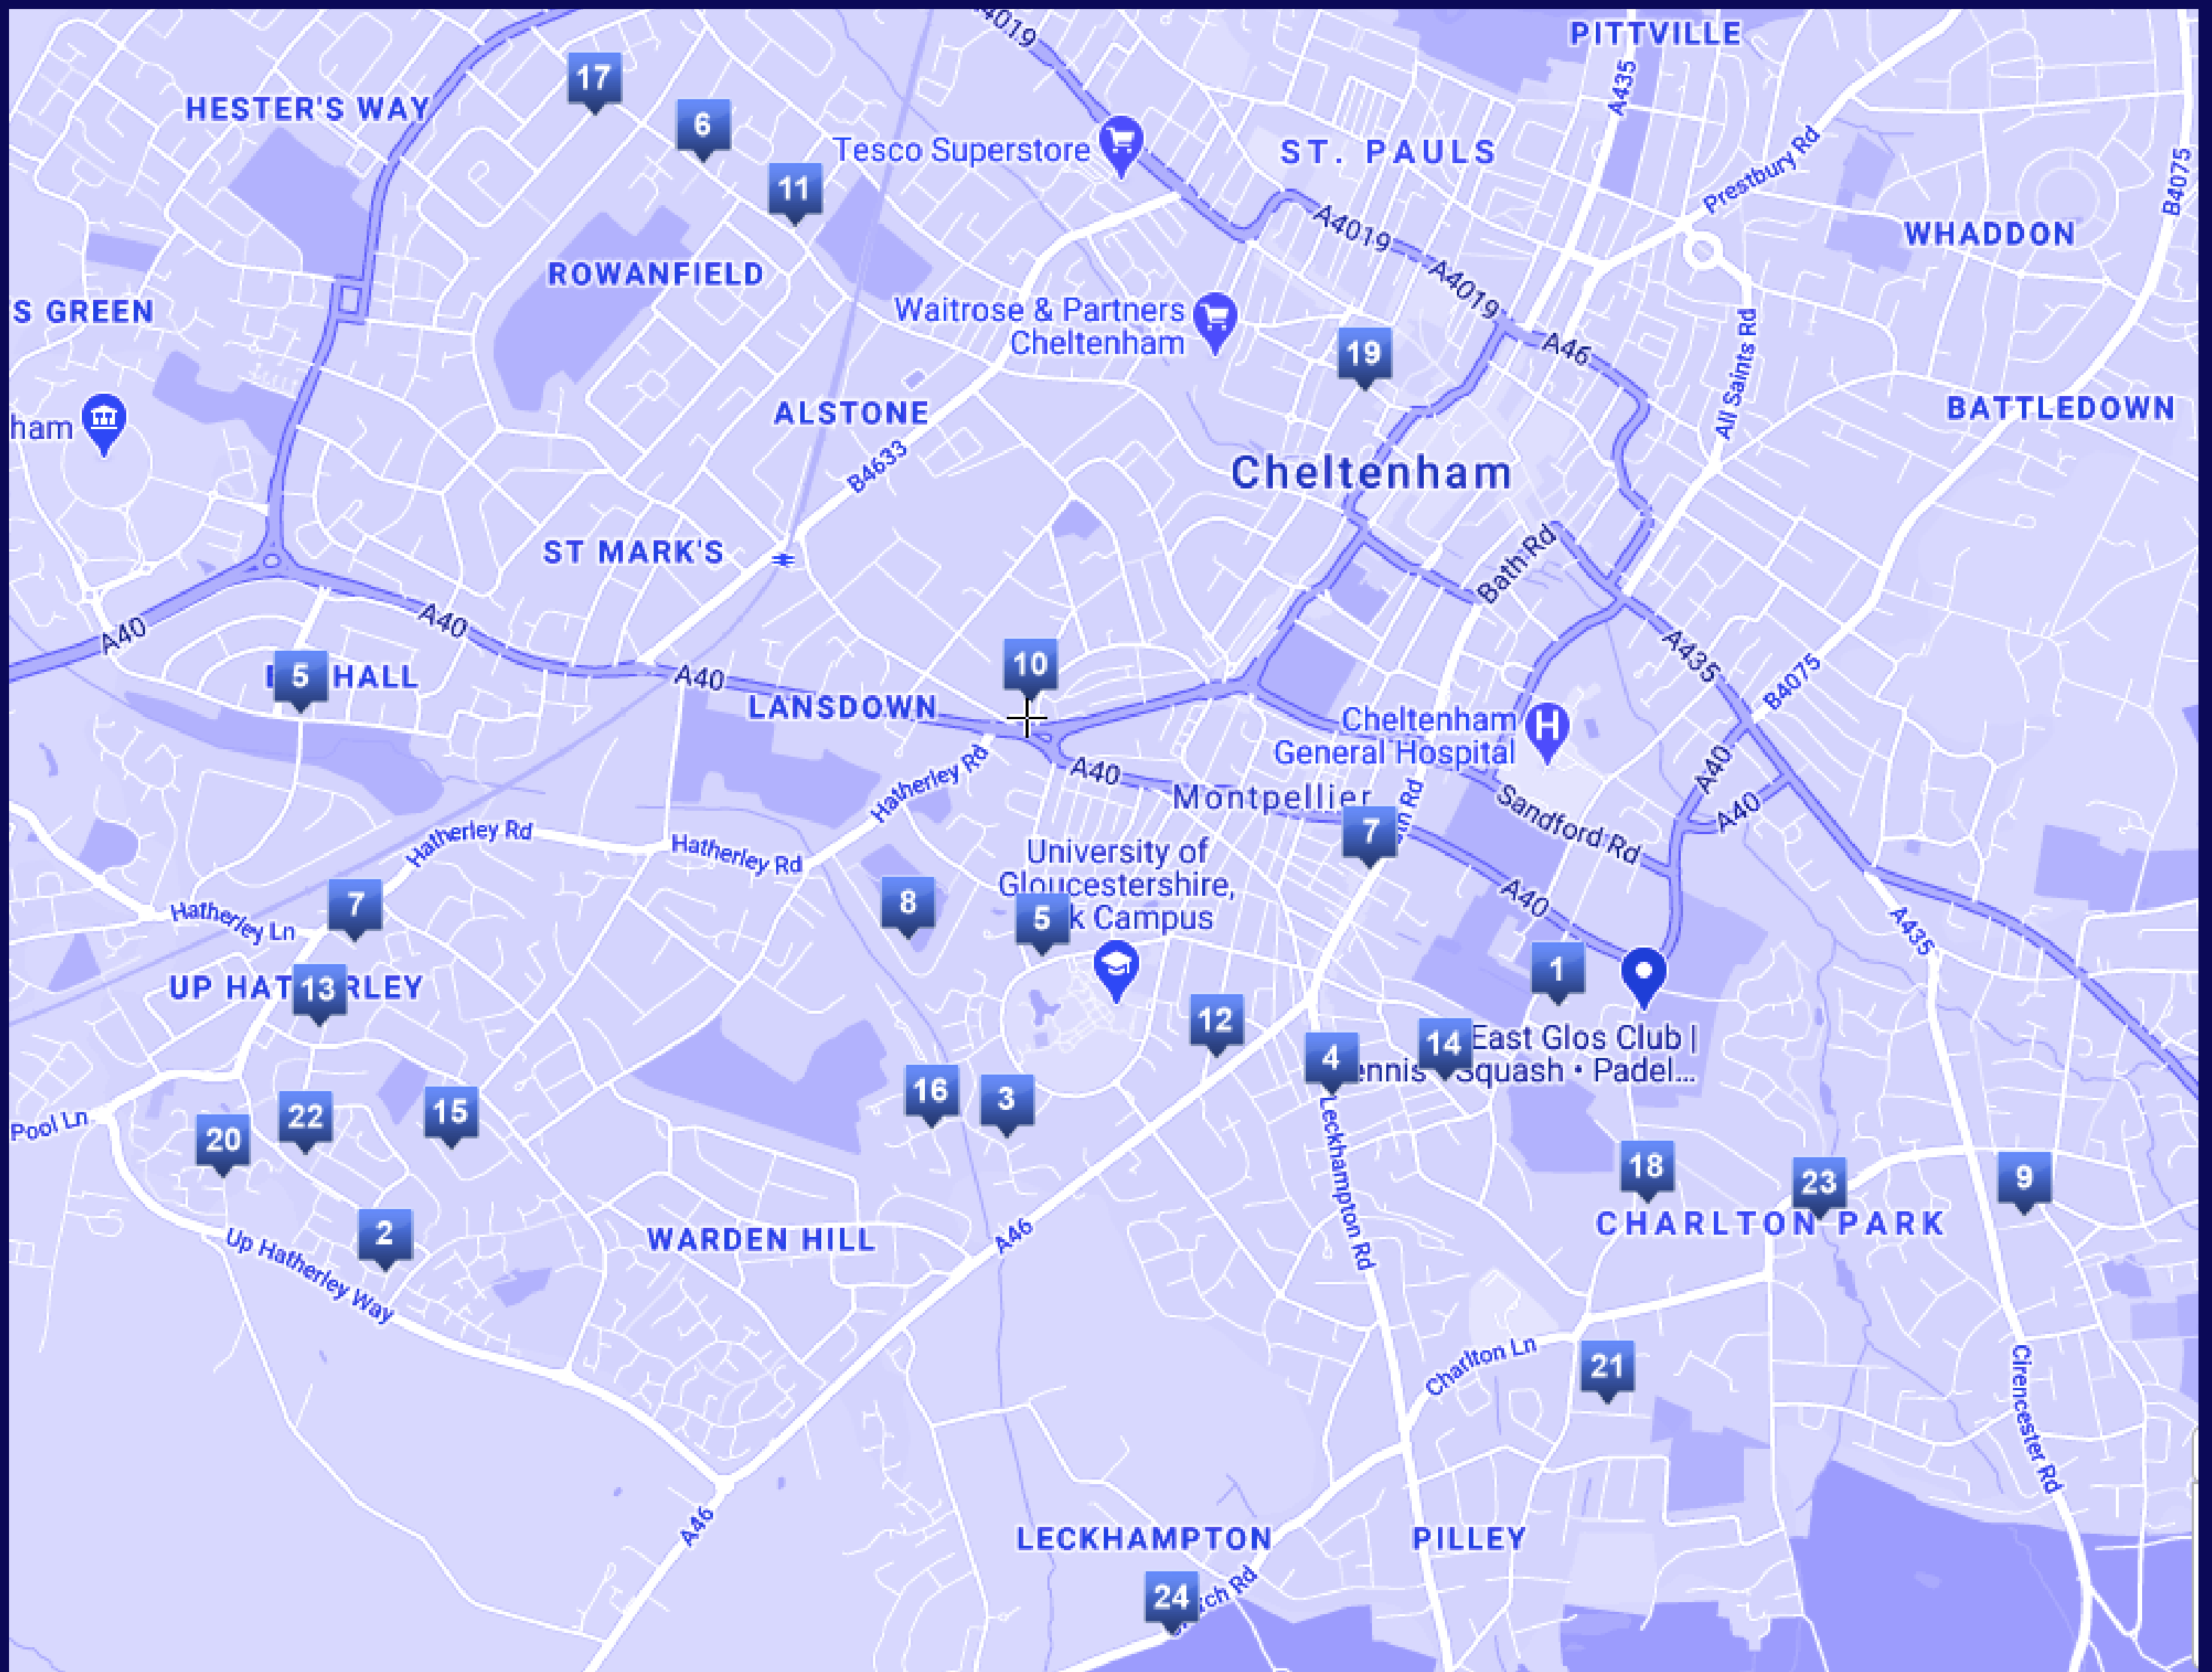 A4019
PITTVILLE
17
HESTER'S WAY
6
A435
Tesco Superstore
ST. PAULS
Prestbury Rd
B4075
11
A4019
WHADDON
ROWANFIELD
A4019
S GREEN
Waitrose & Partners
Cheltenham
19
A46
All Saints Rd
ham
ALSTONE
BATTLEDOWN
B4633
Cheltenham
ST MARK'S
Bath Rd
A40
A40
5
HALL
A40
LANSDOWN
10
A435
B4075
Cheltenham
General Hospital
H
Hatherley Rd
A40
A40
Montpellier
7
Rd
Sandford Rd
A40
Hatherley Rd
Hatherley Rd
University of
Gloucestershire,
k Campus
7
Hatherley Ln
8
5
A40
A435
UP HAT
13
RLEY
1
12
14
East Glos Club |
4
ennis
Squash • Padel...
Pool Ln
20
22
15
16
3
Leckhampton Rd
18
23
9
CHARLTON PARK
2
Up Hatherley Way
WARDEN HILL
A46
Charlton Ln
21
Cirencester Rd
A46
LECKHAMPTON
PILLEY
24
rch Rd